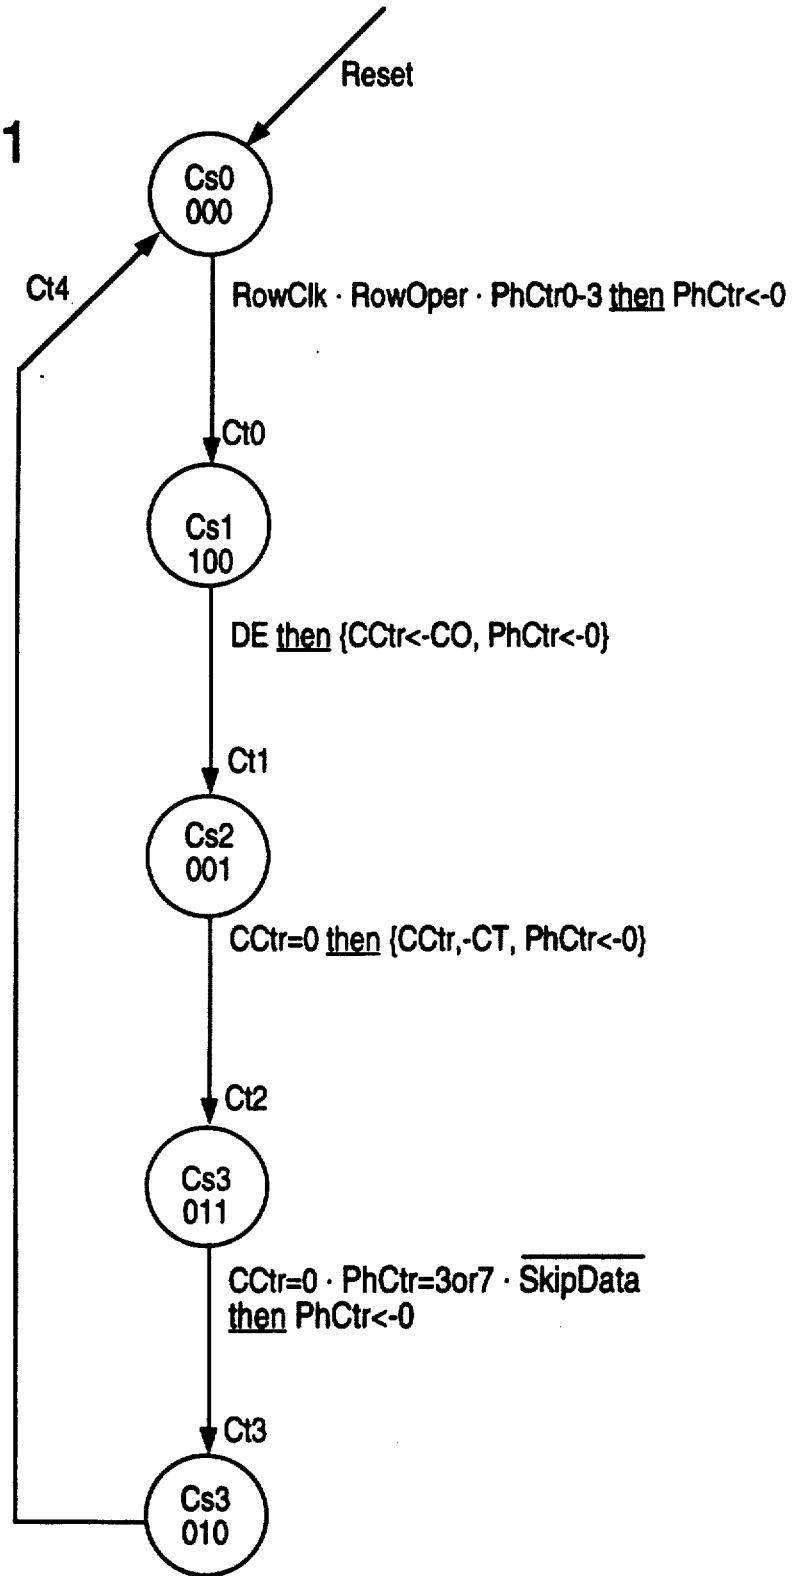 Reset
1
Cs0
000
Ct4
RowClk · RowOper · PhCtr0-3 then PhCtr<-0
Ct0
Cs1
100
DE then {CCtr<-CO, PhCtr<-0}
Ct1
Cs2
001
CCtr=0 then {CCtr,-CT, PhCtr<-0}
Ct2
Cs3
011
CCtr=0 · PhCtr=3or7 · SkipData
then PhCtr<-0
Ct3
Cs3
010